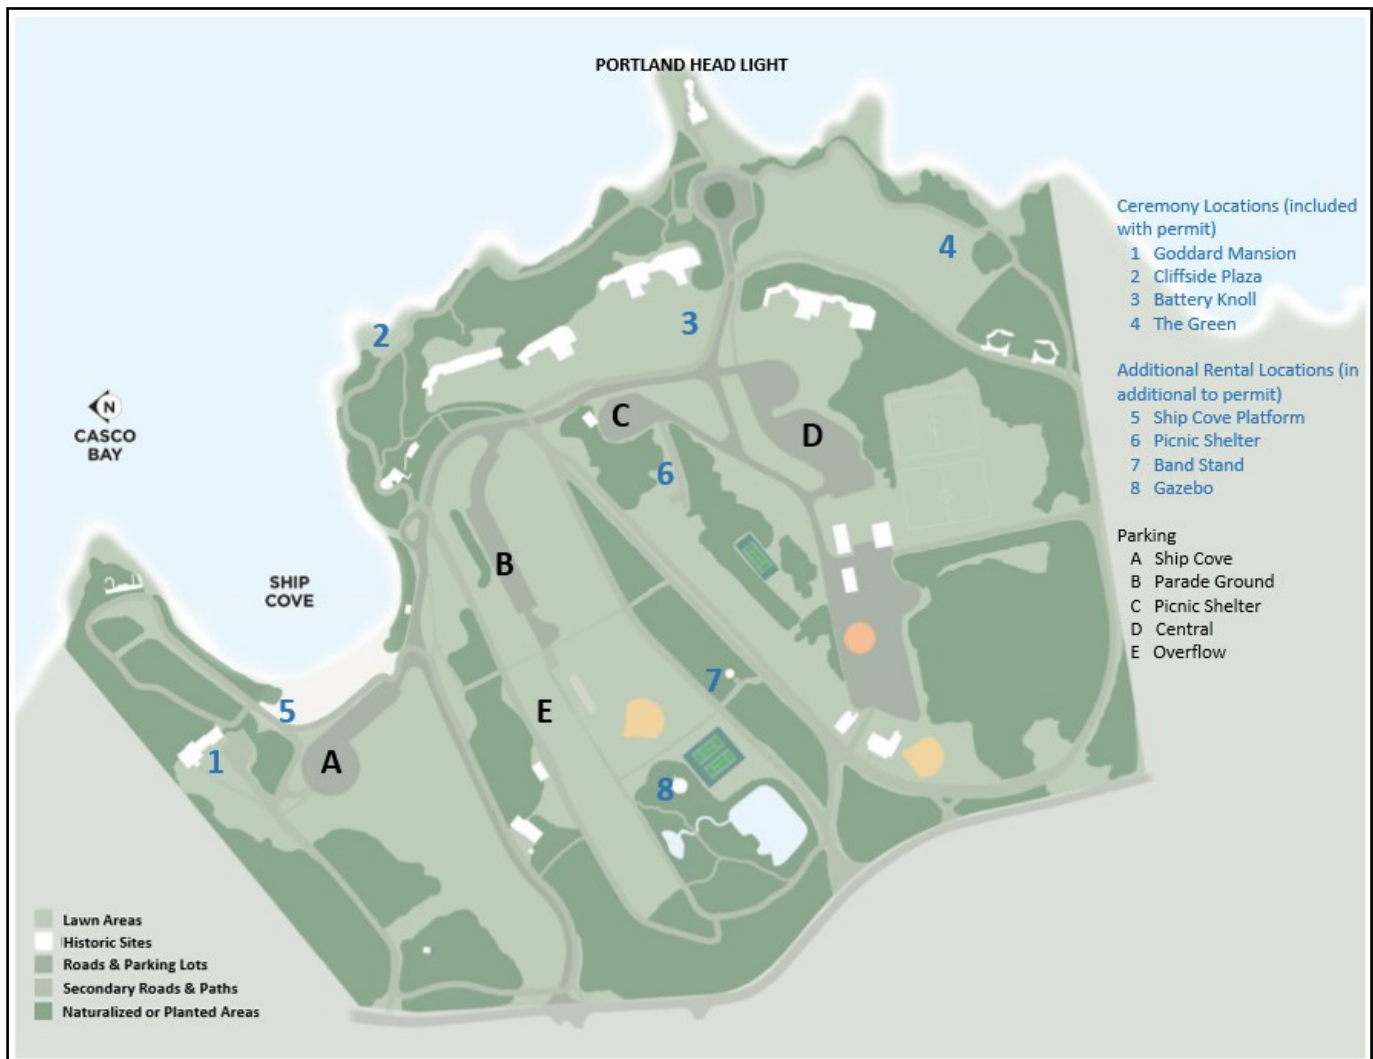 PORTLAND HEAD LIGHT
Ceremony Locations (included
with permit)
1 Goddard Mansion
2 Cliffside Plaza
3 Battery Knoll
4 The Green
Additional Rental Locations (in
additional to permit)
5 Ship Cove Platform
6 Picnic Shelter
7 Band Stand
8 Gazebo
Parking
A Ship Cove
B Parade Ground
C Picnic Shelter
D Central
E Overflow
4
3
2
N
CASCO
BAY
C
D
6
B
SHIP
COVE
7
5
E
1
A
8
Lawn Areas
Historic Sites
Roads & Parking Lots
Secondary Roads & Paths
Naturalized or Planted Areas